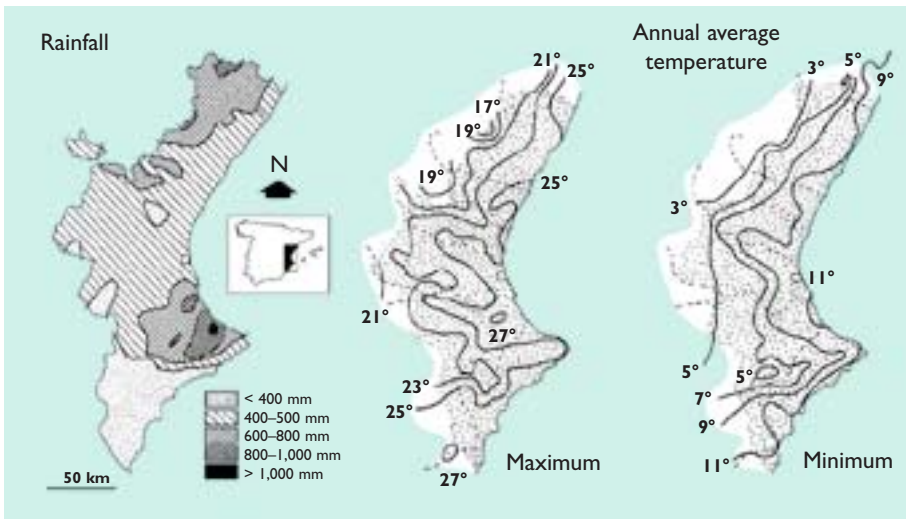 Rainfall
N
< 400 mm
400–500 mm
600–800 mm
800–1,000 mm
> 1,000 mm
50 km
21°
25°
17°
19°
19°
25°
21°
27°
23°
25°
27°
Maximum
Annual average
temperature
3°
5°
9°
3°
11°
5°
5°
7°
9°
11°
Minimum